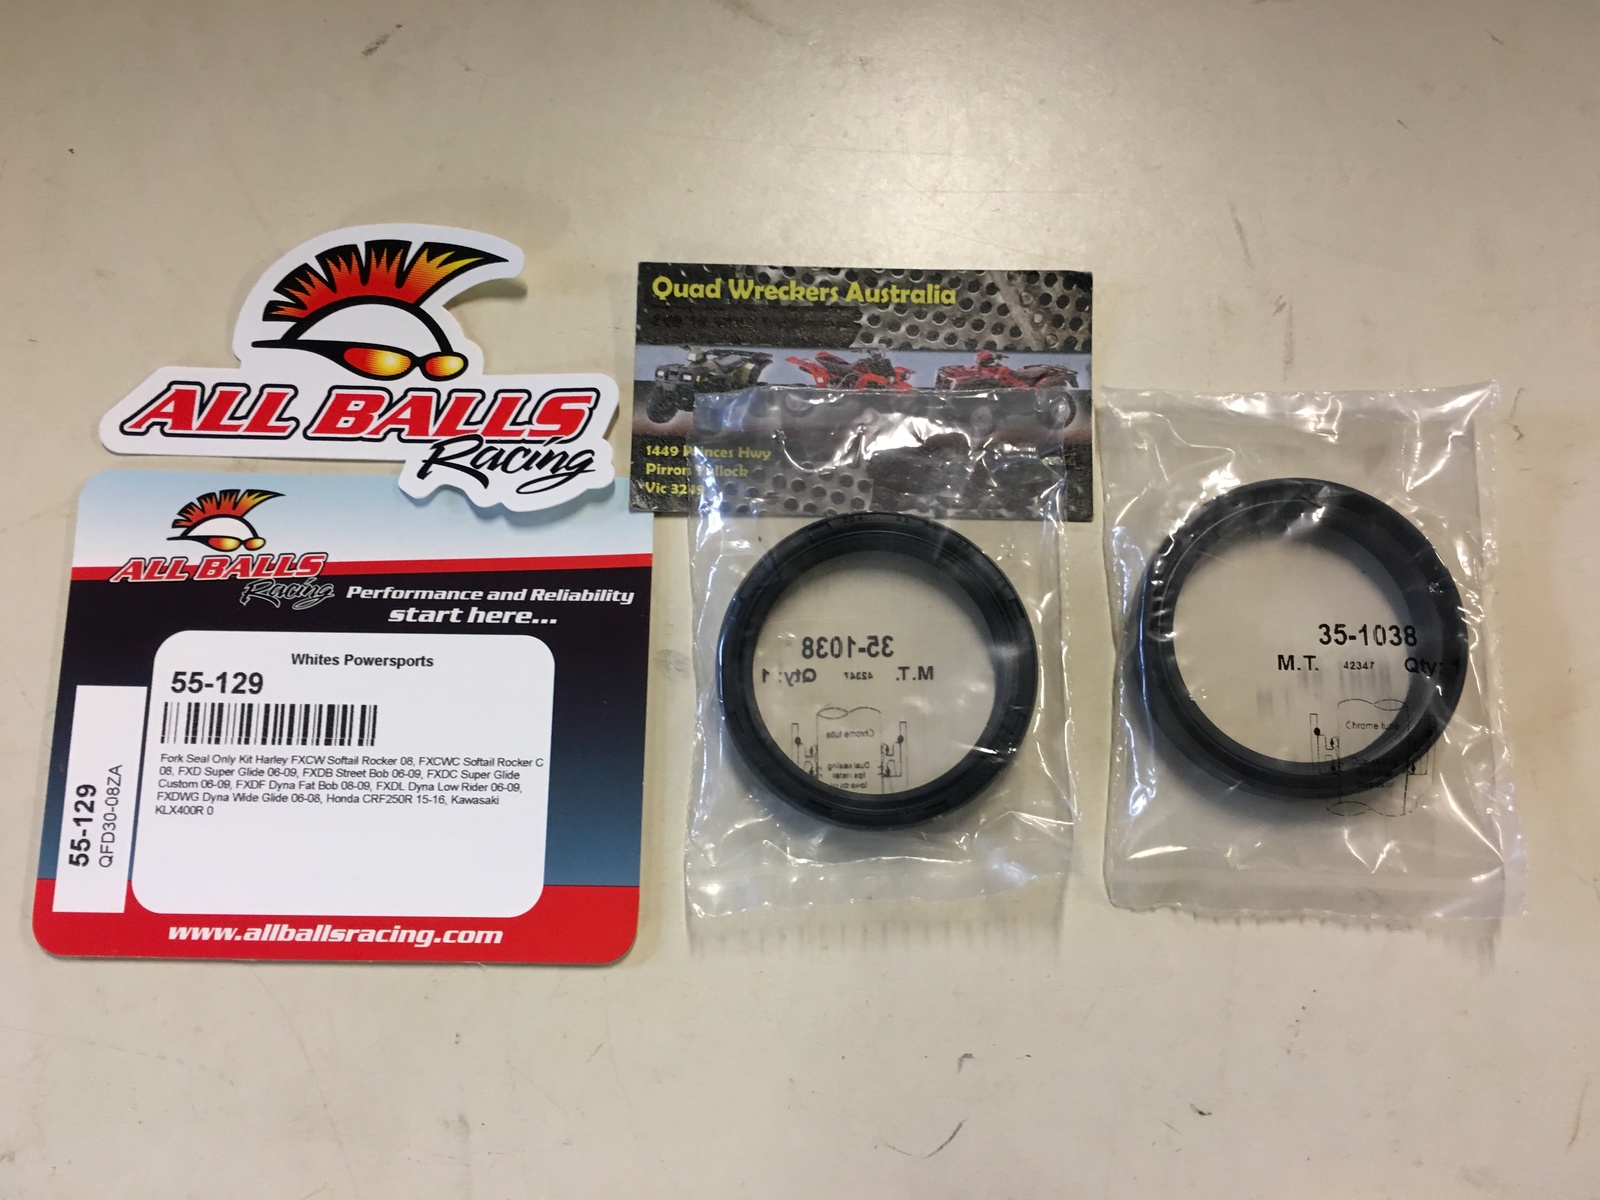 ALL BALLS
Racing
ALL BALLS
Racing
Performance and Reliability
start here...
Whites Powersports
55-129
Fork Seal Only Kit Harley FXCW Softail Rocker 08, FXCWC Softail Rocker C
08, FXD Super Glide 06-09, FXDB Street Bob 06-09, FXDC Super Glide
Custom 06-09, FXDF Dyna Fat Bob 08-09, FXDL Dyna Low Rider 06-09,
FXDWG Dyna Wide Glide 06-08, Honda CRF250R 15-16, Kawasaki
KLX400R 0
55-129
QFD30-08ZA
www.allballsracing.com
Quad Wreckers Australia
1449 Princes Hwy
Pirron
Vic
35-1038
M.T. 42347 Qty: 1
Chrome tube
Dual sealing
35-1038
M.T. 42347 Qty: 1
Chrome tube